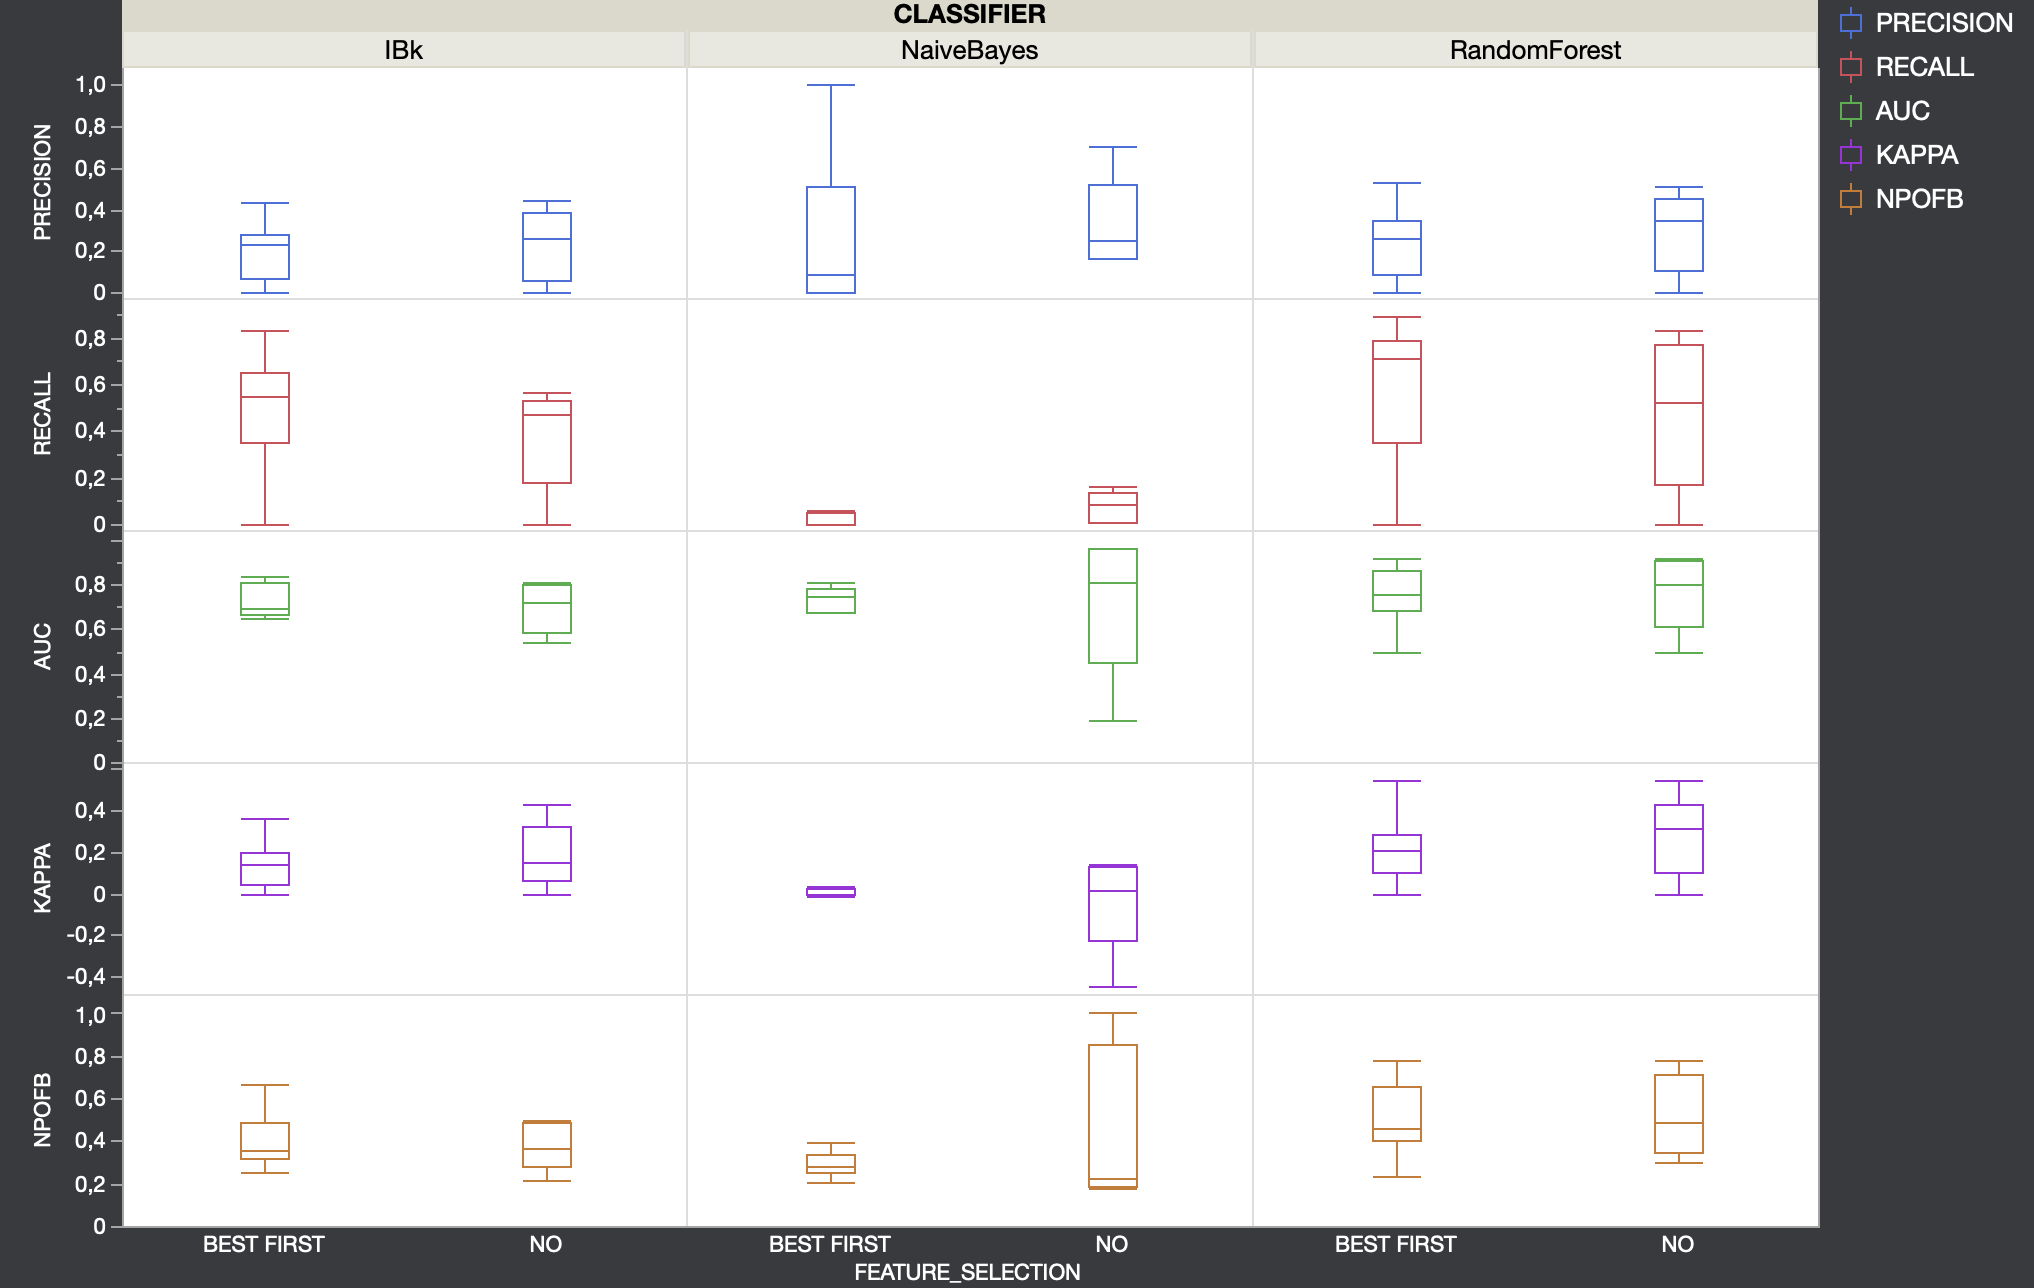 CLASSIFIER
IBk NaiveBayes RandomForest
PRECISION
RECALL
AUC
KAPPA
NPOFB
PRECISION
1,0
0,8
0,6
0,4
0,2
0
RECALL
0,8
0,6
0,4
0,2
0
AUC
0,8
0,6
0,4
0,2
0
KAPPA
0,4
0,2
0
-0,2
-0,4
NPOFB
1,0
0,8
0,6
0,4
0,2
0
BEST FIRST NO BEST FIRST NO BEST FIRST NO
FEATURE_SELECTION